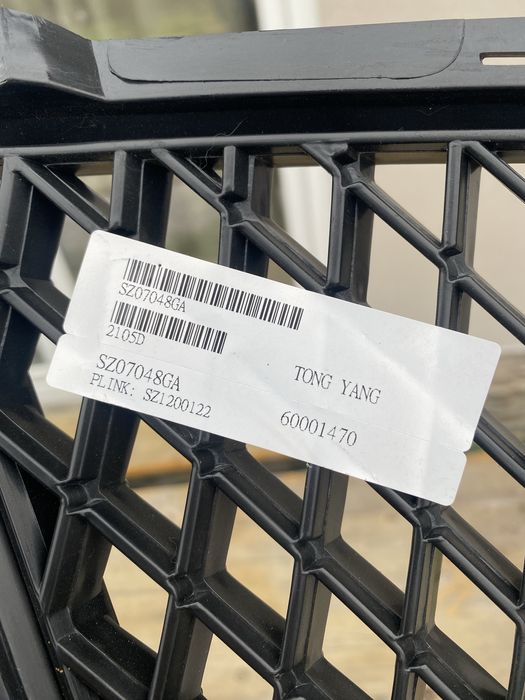 SZ07048GA
2105D
SZ07048GA
PLINK: SZ1200122
TONG YANG
60001470